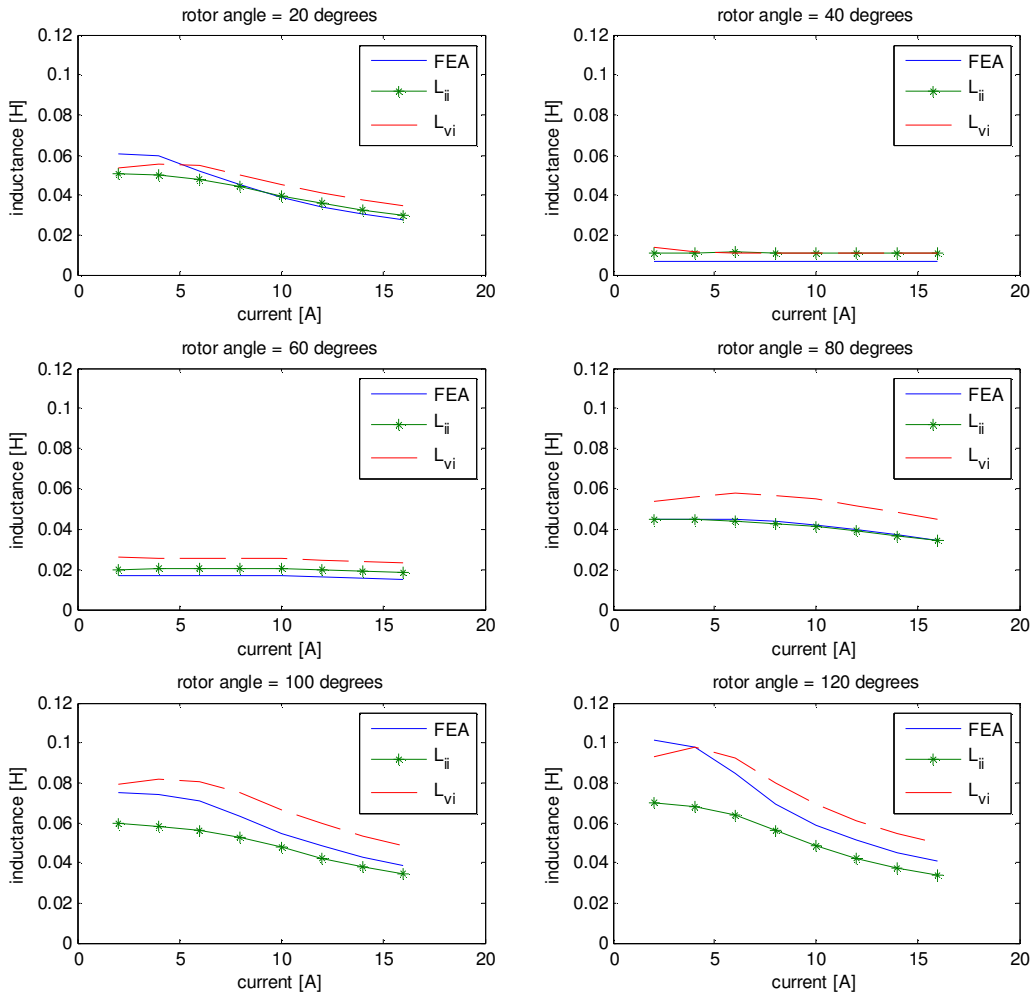 rotor angle = 20 degrees
0.12
0.1
0.08
0.06
0.04
0.02
0
inductance [H]
FEA
L_ii
L_vi
0 5 10 15 20
current [A]
rotor angle = 40 degrees
0.12
0.1
0.08
0.06
0.04
0.02
0
inductance [H]
FEA
L_ii
L_vi
0 5 10 15 20
current [A]
rotor angle = 60 degrees
0.12
0.1
0.08
0.06
0.04
0.02
0
inductance [H]
FEA
L_ii
L_vi
0 5 10 15 20
current [A]
rotor angle = 80 degrees
0.12
0.1
0.08
0.06
0.04
0.02
0
inductance [H]
FEA
L_ii
L_vi
0 5 10 15 20
current [A]
rotor angle = 100 degrees
0.12
0.1
0.08
0.06
0.04
0.02
0
inductance [H]
FEA
L_ii
L_vi
0 5 10 15 20
current [A]
rotor angle = 120 degrees
0.12
0.1
0.08
0.06
0.04
0.02
0
inductance [H]
FEA
L_ii
L_vi
0 5 10 15 20
current [A]